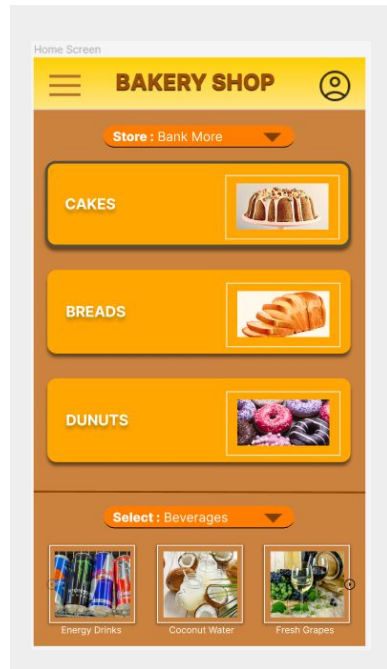 Home Screen
BAKERY SHOP
Store : Bank More
CAKES
BREADS
DUNUTS
Select : Beverages
Energy Drinks
Coconut Water
Fresh Grapes